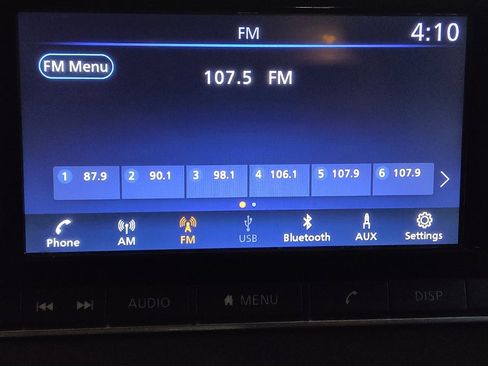 FM
4:10
FM Menu
107.5 FM
1 87.9 2 90.1 3 98.1 4 106.1 5 107.9 6 107.9
Phone AM FM USB Bluetooth AUX Settings
AUDIO MENU DISP